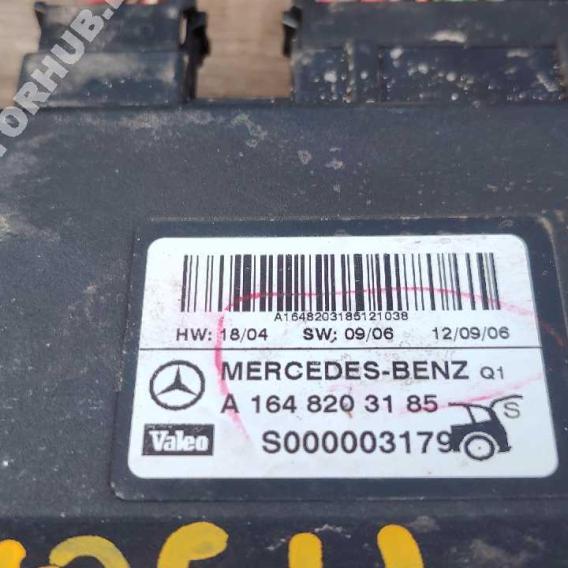 TORHUB.
A1648203185121038
HW: 18/04 SW: 09/06 12/09/06
MERCEDES-BENZ Q1
A 164 820 31 85
S
Valeo S000003179